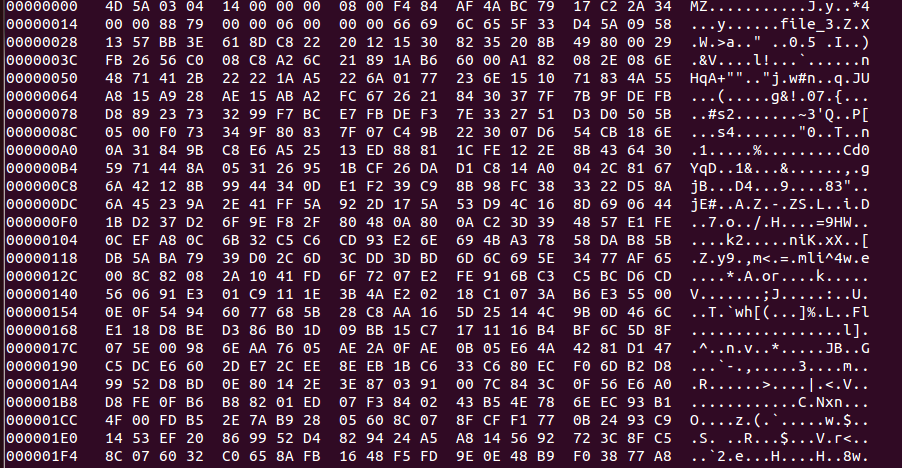 00000000 4D 5A 03 04 14 00 00 00 08 00 F4 84 AF 4A BC 79 17 C2 2A 34 MZ...........J.y..*4
00000014 00 00 88 79 00 00 06 00 00 00 66 69 6C 65 5F 33 D4 5A 09 58 ...y......file_3.Z.X
00000028 13 57 BB 3E 61 8D C8 22 20 12 15 30 82 35 20 8B 49 80 00 29 .W.>a.." ..0.5 .I..)
0000003C FB 26 56 C0 08 C8 A2 6C 21 89 1A B6 60 00 A1 82 08 2E 08 6E .&V....l!...`......n
00000050 48 71 41 2B 22 22 1A A5 22 6A 01 77 23 6E 15 10 71 83 4A 55 HqA+"".."j.w#n..q.JU
00000064 A8 15 A9 28 AE 15 AB A2 FC 67 26 21 84 30 37 7F 7B 9F DE FB ...(.....g&!.07.{...
00000078 D8 89 23 73 32 99 F7 BC E7 FB DE F3 7E 33 27 51 D3 D0 50 5B ..#s2.......~3'Q..P[
0000008C 05 00 F0 73 34 9F 80 83 7F 07 C4 9B 22 30 07 D6 54 CB 18 6E ...s4......."0..T..n
000000A0 0A 31 84 9B C8 E6 A5 25 13 ED 88 81 1C FE 12 2E 8B 43 64 30 .1.....%.........Cd0
000000B4 59 71 44 8A 05 31 26 95 1B CF 26 DA D1 C8 14 A0 04 2C 81 67 YqD..1&...&......,.g
000000C8 6A 42 12 8B 99 44 34 0D E1 F2 39 C9 8B 98 FC 38 33 22 D5 8A jB...D4...9....83"..
000000DC 6A 45 23 9A 2E 41 FF 5A 92 2D 17 5A 53 D9 4C 16 8D 69 06 44 jE#..A.Z.-.ZS.L..i.D
000000F0 1B D2 37 D2 6F 9E F8 2F 80 48 0A 80 0A C2 3D 39 48 57 E1 FE ..7.o../.H....=9HW..
00000104 0C EF A8 0C 6B 32 C5 C6 CD 93 E2 6E 69 4B A3 78 58 DA B8 5B ....k2.....niK.xX..[
00000118 DB 5A BA 79 39 D0 2C 6D 3C DD 3D BD 6D 6C 69 5E 34 77 AF 65 .Z.y9.,m<.=.mli^4w.e
0000012C 00 8C 82 08 2A 10 41 FD 6F 72 07 E2 FE 91 6B C3 C5 BC D6 CD ....*.A.or....k.....
00000140 56 06 91 E3 01 C9 11 1E 3B 4A E2 02 18 C1 07 3A B6 E3 55 00 V.......;J.....:..U.
00000154 0E 0F 54 94 60 77 68 5B 28 C8 AA 16 5D 25 14 4C 9B 0D 46 6C ..T.`wh[(...]%.L..Fl
00000168 E1 18 D8 BE D3 86 B0 1D 09 BB 15 C7 17 11 16 B4 BF 6C 5D 8F .................l].
0000017C 07 5E 00 98 6E AA 76 05 AE 2A 0F AE 0B 05 E6 4A 42 81 D1 47 .^..n.v..*.....JB..G
00000190 C5 DC E6 60 2D E7 2C EE 8E EB 1B C6 33 C6 80 EC F0 6D B2 D8 ...`-.,.....3....m..
000001A4 99 52 D8 BD 0E 80 14 2E 3E 87 03 91 00 7C 84 3C 0F 56 E6 A0 .R......>....|.<.V..
000001B8 D8 FE 0F B6 B8 82 01 ED 07 F3 84 02 43 B5 4E 78 6E EC 93 B1 ............C.Nxn...
000001CC 4F 00 FD B5 2E 7A B9 28 05 60 8C 07 8F CF F1 77 0B 24 93 C9 O....z.(.`.....w.$..
000001E0 14 53 EF 20 86 99 52 D4 82 94 24 A5 A8 14 56 92 72 3C 8F C5 .S. ..R...$...V.r<..
000001F4 8C 07 60 32 C0 65 8A FB 16 48 F5 FD 9E 0E 48 B9 F0 38 77 A8 ..`2.e...H....H..8w.